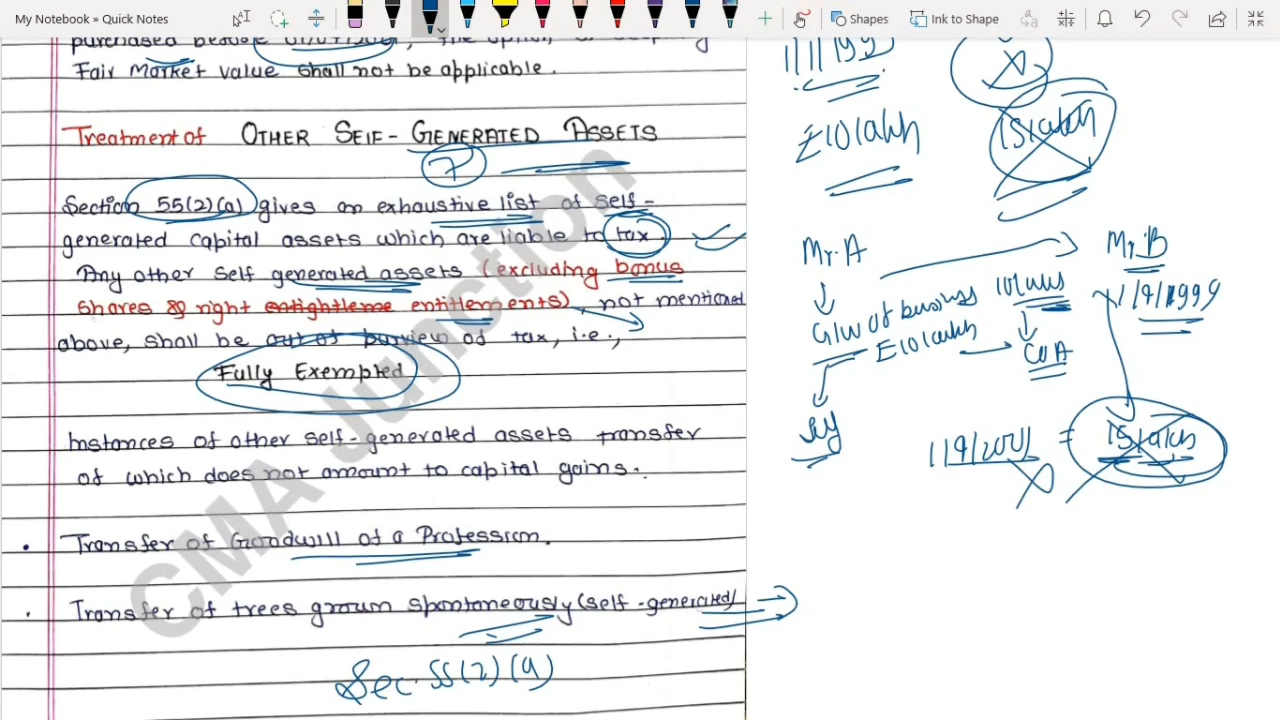 My Notebook » Quick Notes
Shapes
Ink to Shape
Fair Market value shall not be applicable.
Treatment of OTHER SELF-GENERATED ASSETS
7
Section 55(2)(a) gives an exhaustive list of self-
generated capital assets which are liable to tax
Any other self generated assets (excluding bonus
shares & right entitlements), not mentioned
above, shall be out of purview of tax, i.e.,
Fully Exempted
Instances of other self-generated assets transfer
of which does not amount to capital gains.
• Transfer of Goodwill of a Profession.
• Transfer of trees grown spontaneously (self-generated)
Sec. 55(2)(a)
CMA Junction
10 lakh
15 lakh
Mr. A
Mr. B
G/W of business
10 lakhs
1/4/1999
10 lakh
COA
1/4/2001 = 15 lakh